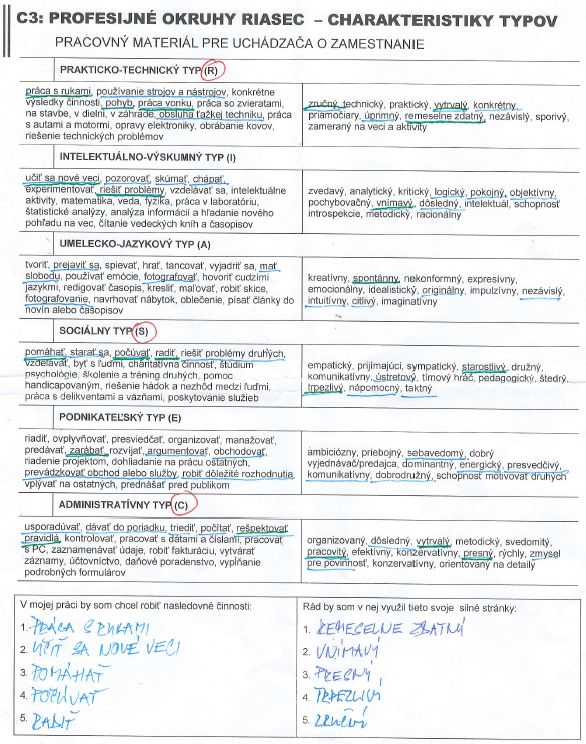 C3: PROFESIJNÉ OKRUHY RIASEC – CHARAKTERISTIKY TYPOV
PRACOVNÝ MATERIÁL PRE UCHÁDZAČA O ZAMESTNANIE
PRAKTICKO-TECHNICKÝ TYP (R)
práca s rukami, používanie strojov a nástrojov, konkrétne
výsledky činnosti, pohyb, práca vonku, práca so zvieratami,
na stavbe, v dielni, v záhrade, obsluha ťažkej techniku, práca
s autami a motormi, opravy elektroniky, obrábanie kovov,
riešenie technických problémov
zručný, technický, praktický, vytrvalý, konkrétny,
priamočiary, úprimný, remeselne zdatný, nezávislý, sporivý,
zameraný na veci a aktivity
INTELEKTUÁLNO-VÝSKUMNÝ TYP (I)
učiť sa nové veci, pozorovať, skúmať, chápať,
experimentovať, riešiť problémy, vzdelávať sa, intelektuálne
aktivity, matematika, veda, fyzika, práca v laboratóriu,
štatistické analýzy, analýza informácií a hľadanie nového
pohľadu na vec, čítanie vedeckých kníh a časopisov
zvedavý, analytický, kritický, logický, pokojný, objektívny,
pochybovačný, vnímavý, dôsledný, intelektuál, schopnosť
introspekcie, metodický, racionálny
UMELECKO-JAZYKOVÝ TYP (A)
tvoriť, prejaviť sa, spievať, hrať, tancovať, vyjadriť sa, mať
slobodu, používať emócie, fotografovať, hovoriť cudzími
jazykmi, redigovať časopis, kresliť, maľovať, robiť skice,
fotografovanie, navrhovať nábytok, oblečenie, písať články do
novín alebo časopisov
kreatívny, spontánny, nekonformný, expresívny,
emocionálny, idealistický, originálny, impulzívny, nezávislý,
intuitívny, citlivý, imaginatívny
SOCIÁLNY TYP (S)
pomáhať, starať sa, počúvať, radiť, riešiť problémy druhých,
vzdelávať, byť s ľuďmi, charitatívna činnosť, štúdium
psychológie, školenie a tréning druhých, pomoc
handicapovaným, riešenie hádok a nezhôd medzi ľuďmi,
práca s delikventami a väzňami, poskytovanie služieb
empatický, prijímajúci, sympatický, starostlivý, družný,
komunikatívny, ústretový, tímový hráč, pedagogický, štedrý,
trpezlivý, nápomocný, taktný
PODNIKATEĽSKÝ TYP (E)
riadiť, ovplyvňovať, presviedčať, organizovať, manažovať,
predávať, zarábať, rozvíjať, argumentovať, obchodovať,
riadenie projektom, dohliadanie na prácu ostatných,
prevádzkovať obchod alebo služby, robiť dôležité rozhodnutia,
vplývať na ostatných, prednášať pred publikom
ambiciózny, priebojný, sebavedomý, dobrý
vyjednávač/predajca, dominantný, energický, presvedčivý,
komunikatívny, dobrodružný, schopnosť motivovať druhých
ADMINISTRATÍVNY TYP (C)
usporadúvať, dávať do poriadku, triediť, počítať, rešpektovať
pravidlá, kontrolovať, pracovať s dátami a číslami, pracovať
s PC, zaznamenávať údaje, robiť fakturáciu, vytvárať
záznamy, účtovníctvo, daňové poradenstvo, vypĺňanie
podrobných formulárov
organizovaný, dôsledný, vytrvalý, metodický, svedomitý,
pracovitý, efektívny, konzervatívny, presný, rýchly, zmysel
pre povinnosť, konzervatívny, orientovaný na detaily
V mojej práci by som chcel robiť nasledovné činnosti:
1. PRÁCA S RUKAMI
2. UČIŤ SA NOVÉ VECI
3. POMÁHAŤ
4. POČÚVAŤ
5. RADIŤ
Rád by som v nej využil tieto svoje silné stránky:
1. REMESELNE ZDATNÝ
2. VNÍMAVÝ
3. PRESNÝ
4. TRPEZLIVÝ
5. ZRUČNÝ